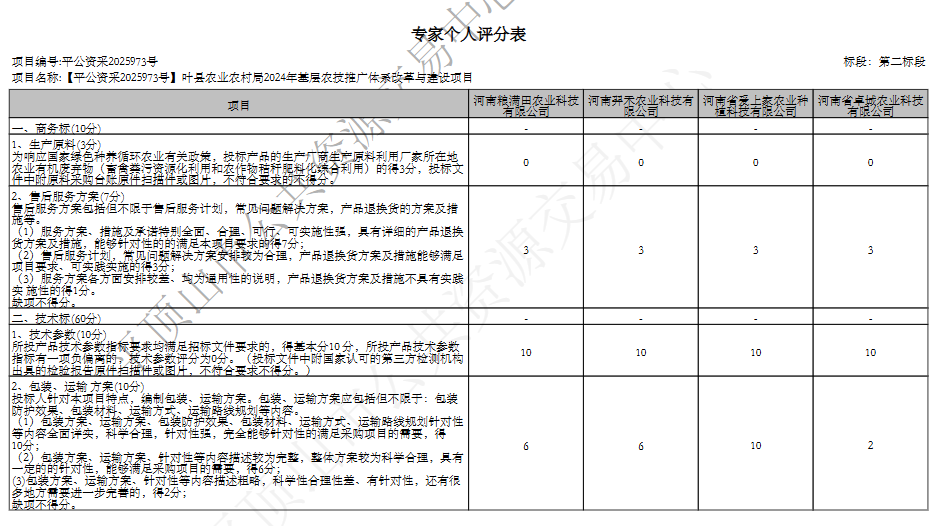 专家个人评分表
项目编号:平公资采2025973号 标段：第二标段
项目名称:【平公资采2025973号】叶县农业农村局2024年基层农技推广体系改革与建设项目
项目 河南粮满田农业科技有限公司 河南羿禾农业科技有限公司 河南省爱上家农业种植科技有限公司 河南省卓城农业科技有限公司
一、商务标(10分) - - - -
1、生产原料(3分)
为响应国家绿色种养循环农业有关政策，投标产品的生产厂商生产原料利用厂家所在地
农业有机废弃物（畜禽粪污资源化利用和农作物秸秆肥料化综合利用）的得3分，投标文
件中附原料采购台账原件扫描件或图片，不符合要求的不得分。
0 0 0 0
2、售后服务方案(7分)
售后服务方案包括但不限于售后服务计划，常见问题解决方案，产品退换货的方案及措
施等。
（1）服务方案、措施及承诺特别全面、合理、可行、可实施性强，具有详细的产品退换
货方案及措施，能够针对性的的满足本项目要求的得7分；
（2）售后服务计划，常见问题解决方案安排较为合理，产品退换货方案及措施能够满足
项目要求、可实践实施的得3分；
（3）服务方案各方面安排较差、均为通用性的说明，产品退换货方案及措施不具有实践
实 施性的得1分。
缺项不得分。
3 3 3 3
二、技术标(60分) - - - -
1、技术参数(10分)
所投产品技术参数指标要求均满足招标文件要求的，得基本分10 分，所投产品技术参数
指标有一项负偏离的，技术参数评分为0分。（投标文件中附国家认可的第三方检测机构
出具的检验报告原件扫描件或图片，不符合要求不得分。）
10 10 10 10
2、包装、运输 方案(10分)
投标人针对本项目特点，编制包装、运输方案。包装、运输方案应包括但不限于：包装
防护效果、包装材料、运输方式、运输路线规划等内容。
（1）包装方案、运输方案、包装防护效果、包装材料、运输方式、运输路线规划针对性
等内容全面详实，科学合理，针对性强，完全能够针对性的满足采购项目的需要，得
10分；
（2）包装方案、运输方案、针对性等内容描述较为完整，整体方案较为科学合理，具有
一定的的针对性，能够满足采购项目的需要，得6分；
(3)包装方案、运输方案、针对性等内容描述粗略，科学性合理性差、有针对性，还有很
多地方需要进一步完善的，得2分；
缺项不得分。
6 6 10 2
平顶山市公共资源交易中心
平顶山市公共资源交易中心